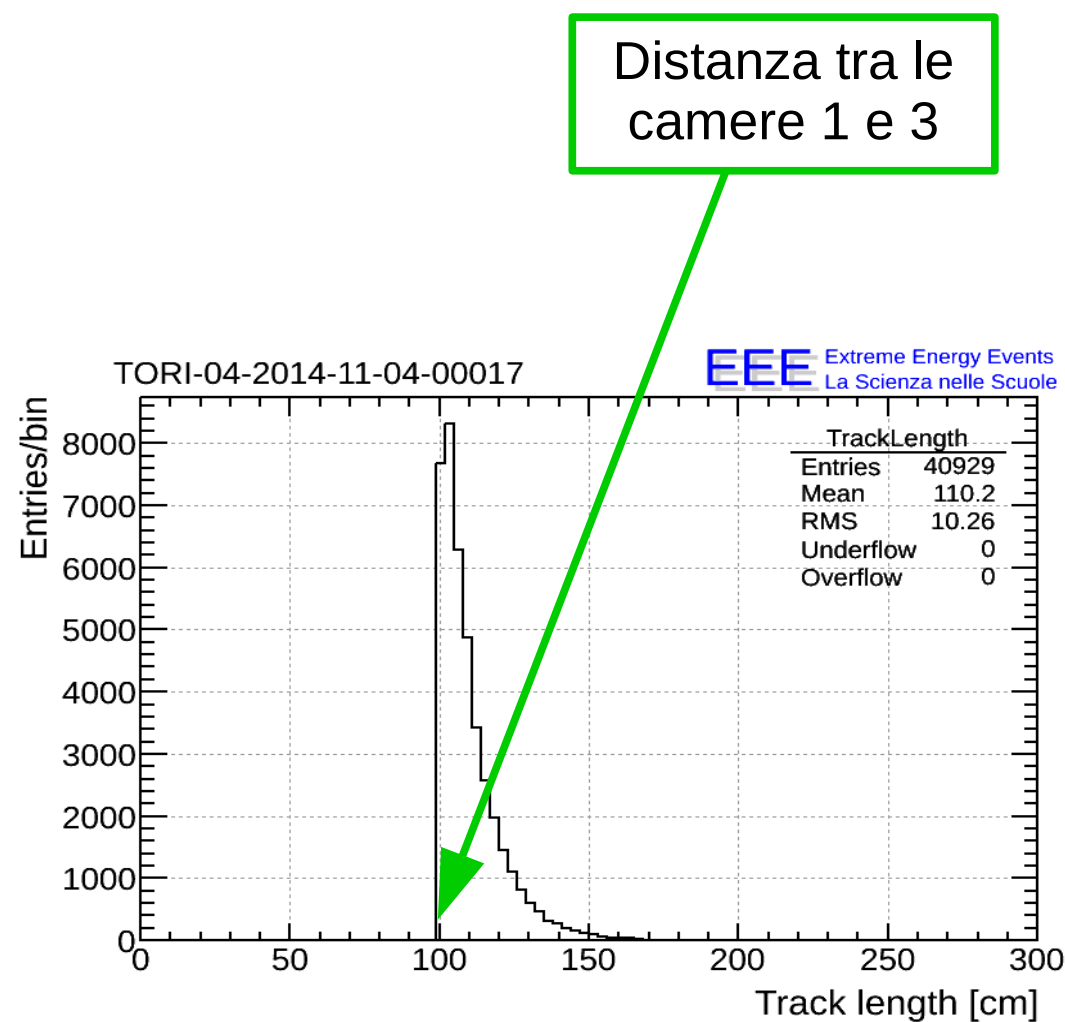 Distanza tra le
camere 1 e 3
TORI-04-2014-11-04-00017
EEE
Extreme Energy Events
La Scienza nelle Scuole
Entries/bin
TrackLength
Entries 40929
Mean 110.2
RMS 10.26
Underflow 0
Overflow 0
8000
7000
6000
5000
4000
3000
2000
1000
0
0 50 100 150 200 250 300
Track length [cm]